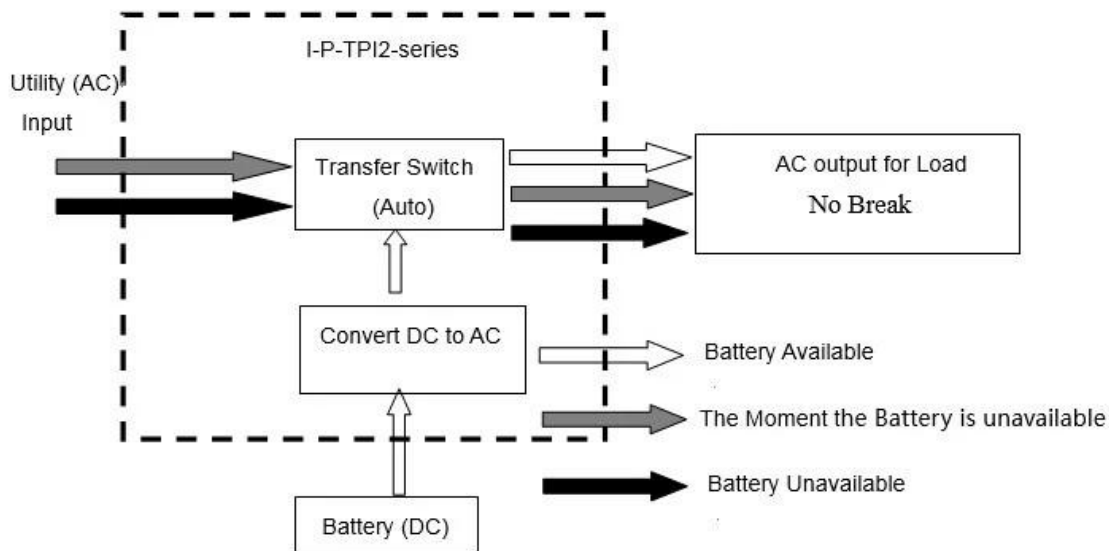 I-P-TPI2-series
Utility (AC)
Input
Transfer Switch
(Auto)
AC output for Load
No Break
Convert DC to AC
Battery Available
The Moment the Battery is unavailable
Battery Unavailable
Battery (DC)